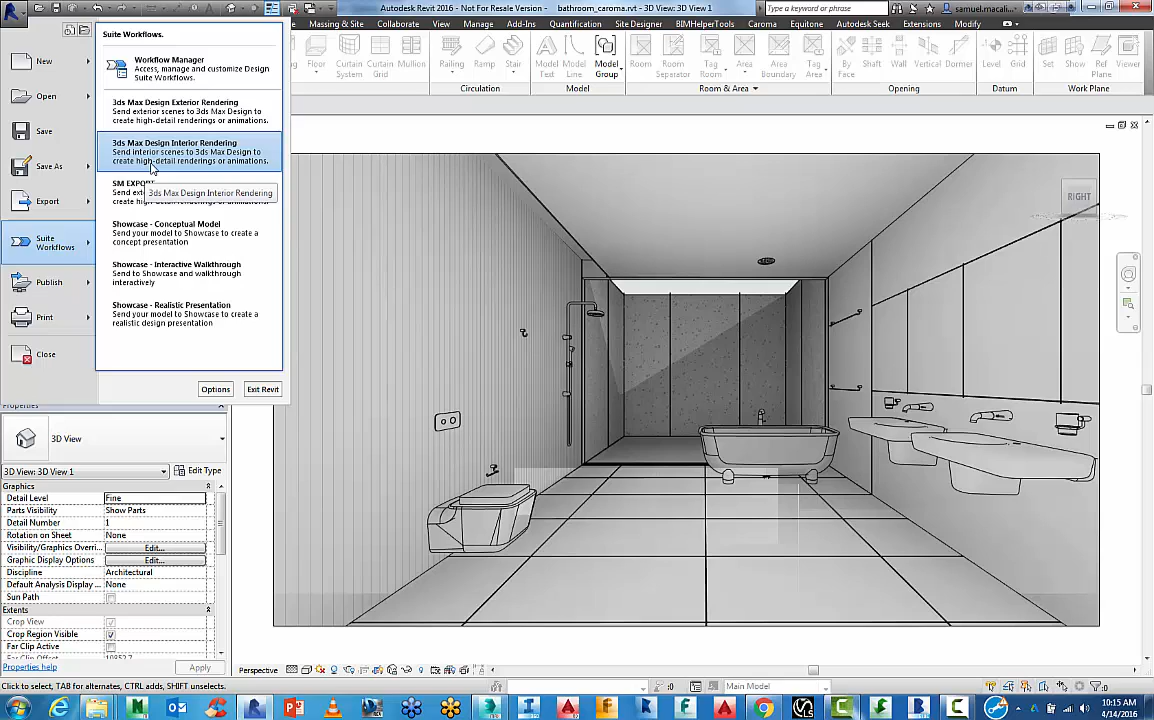 Autodesk Revit 2016 - Not For Resale Version - bathroom_caroma.rvt - 3D View: 3D View 1
Type a keyword or phrase
samuel.macali...
Massing & Site
Collaborate
View
Manage
Add-Ins
Quantification
Site Designer
BIMHelperTools
Caroma
Equitone
Autodesk Seek
Extensions
Modify
Door
Floor
Curtain System
Curtain Grid
Mullion
Railing
Ramp
Stair
Model Text
Model Line
Model Group
Room
Room Separator
Tag Room
Area
Area Boundary
Tag Area
By Face
Shaft
Wall
Vertical
Dormer
Level
Grid
Set
Show
Ref Plane
Viewer
Circulation
Model
Room & Area
Opening
Datum
Work Plane
New
Open
Save
Save As
Export
Suite Workflows
Publish
Print
Close
Suite Workflows.
Workflow Manager
Access, manage and customize Design
Suite Workflows.
3ds Max Design Exterior Rendering
Send exterior scenes to 3ds Max Design to
create high-detail renderings or animations.
3ds Max Design Interior Rendering
Send interior scenes to 3ds Max Design to
create high-detail renderings or animations.
SM EXPORT
3ds Max Design Interior Rendering
Showcase - Conceptual Model
Send your model to Showcase to create a
concept presentation
Showcase - Interactive Walkthrough
Send to Showcase and walkthrough
interactively
Showcase - Realistic Presentation
Send your model to Showcase to create a
realistic design presentation
Options
Exit Revit
RIGHT
Properties
3D View
3D View: 3D View 1
Edit Type
Graphics
Detail Level Fine
Parts Visibility Show Parts
Detail Number 1
Rotation on Sheet None
Visibility/Graphics Overri... Edit...
Graphic Display Options Edit...
Discipline Architectural
Default Analysis Display ... None
Sun Path
Extents
Crop View
Crop Region Visible
Far Clip Active
Far Clip Offset 10852.7
Properties help
Apply
Perspective
Click to select, TAB for alternates, CTRL adds, SHIFT unselects.
:0
Main Model
:0
10:15 AM
4/14/2016